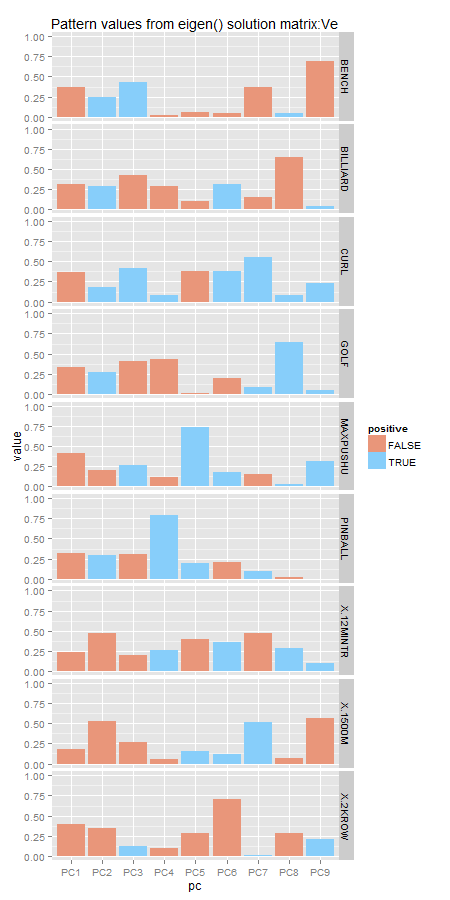 Pattern values from eigen() solution matrix:Ve
1.00
0.75
0.50
0.25
0.00
BENCH
1.00
0.75
0.50
0.25
0.00
BILLIARD
1.00
0.75
0.50
0.25
0.00
CURL
1.00
0.75
0.50
0.25
0.00
GOLF
1.00
0.75
0.50
0.25
0.00
MAXPUSHU
1.00
0.75
0.50
0.25
0.00
PINBALL
1.00
0.75
0.50
0.25
0.00
X.12MINTR
1.00
0.75
0.50
0.25
0.00
X.1500M
1.00
0.75
0.50
0.25
0.00
X.2KROW
PC1 PC2 PC3 PC4 PC5 PC6 PC7 PC8 PC9
pc
value
positive
FALSE
TRUE